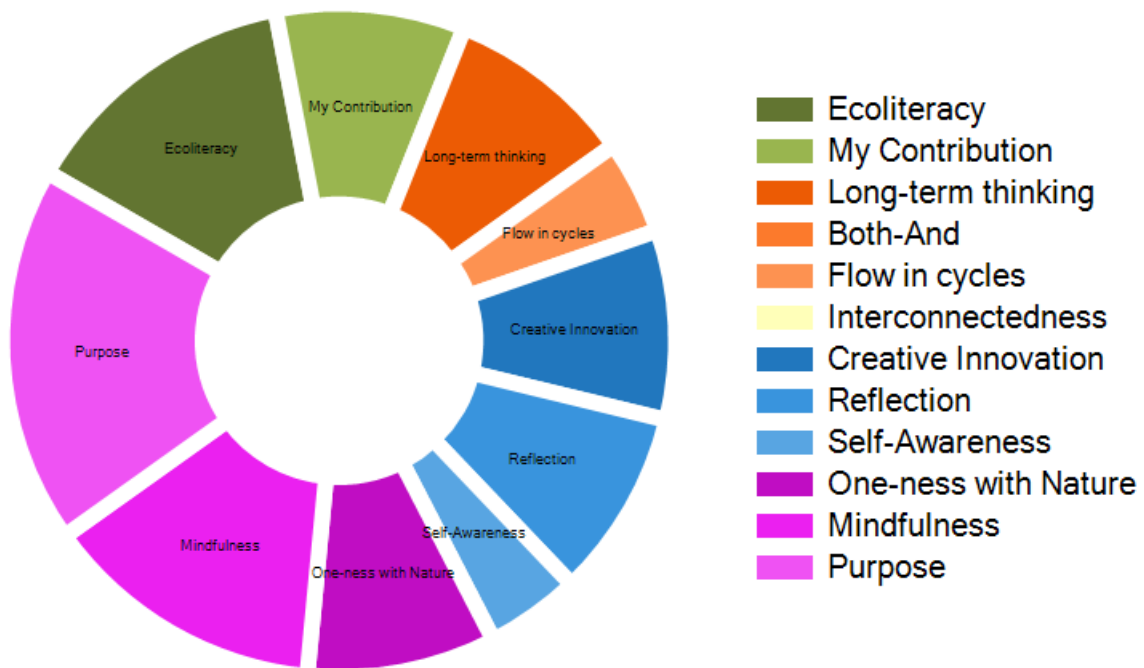 My Contribution
Ecoliteracy
Long-term thinking
Flow in cycles
Creative Innovation
Purpose
Reflection
Self-Awareness
Mindfulness
One-ness with Nature
Ecoliteracy
My Contribution
Long-term thinking
Both-And
Flow in cycles
Interconnectedness
Creative Innovation
Reflection
Self-Awareness
One-ness with Nature
Mindfulness
Purpose